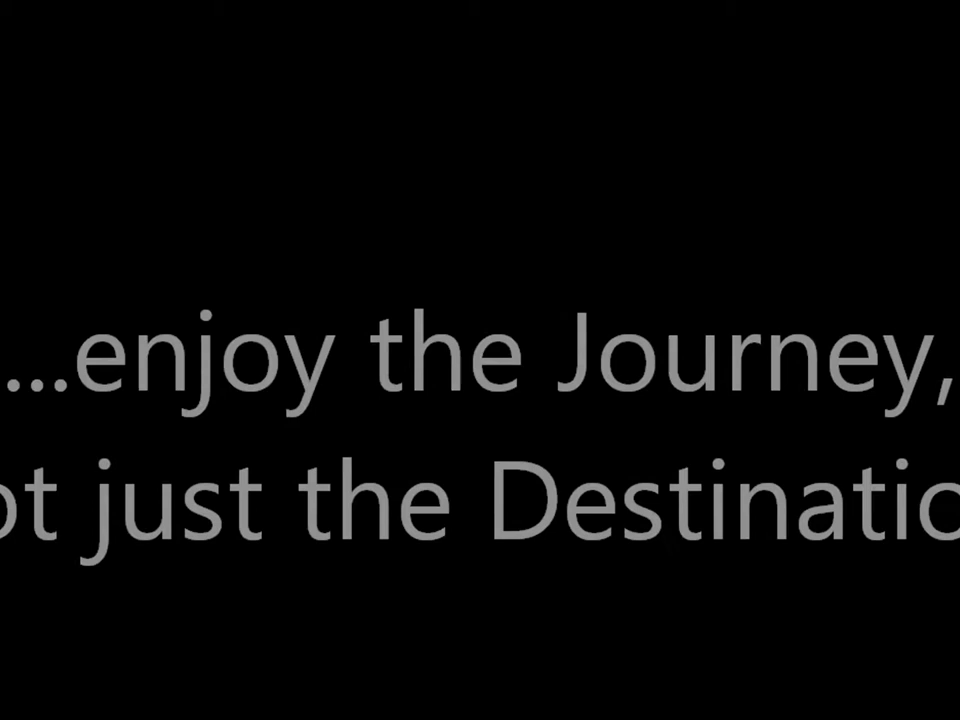 ...enjoy the Journey,
ot just the Destinatio